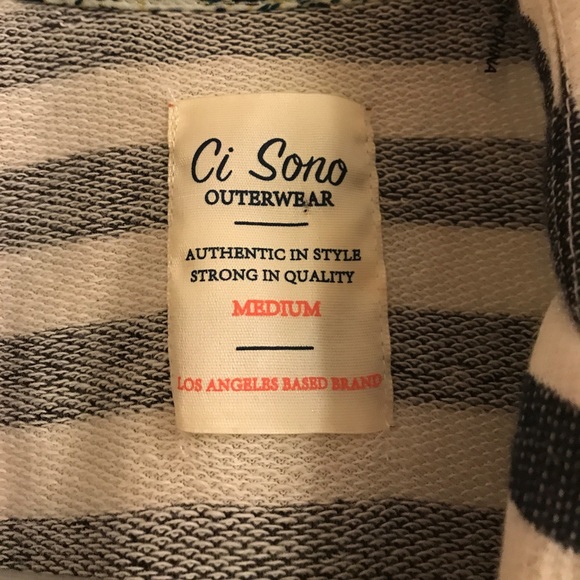 Ci Sono
OUTERWEAR
AUTHENTIC IN STYLE
STRONG IN QUALITY
MEDIUM
LOS ANGELES BASED BRAND